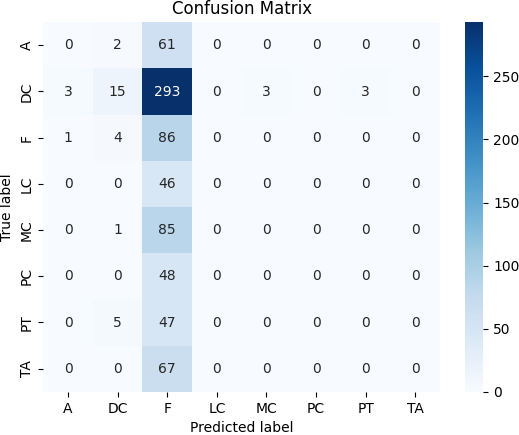 Confusion Matrix
A 0 2 61 0 0 0 0 0
DC 3 15 293 0 3 0 3 0
F 1 4 86 0 0 0 0 0
LC 0 0 46 0 0 0 0 0
MC 0 1 85 0 0 0 0 0
PC 0 0 48 0 0 0 0 0
PT 0 5 47 0 0 0 0 0
TA 0 0 67 0 0 0 0 0
A DC F LC MC PC PT TA
Predicted label
True label
250
200
150
100
50
0